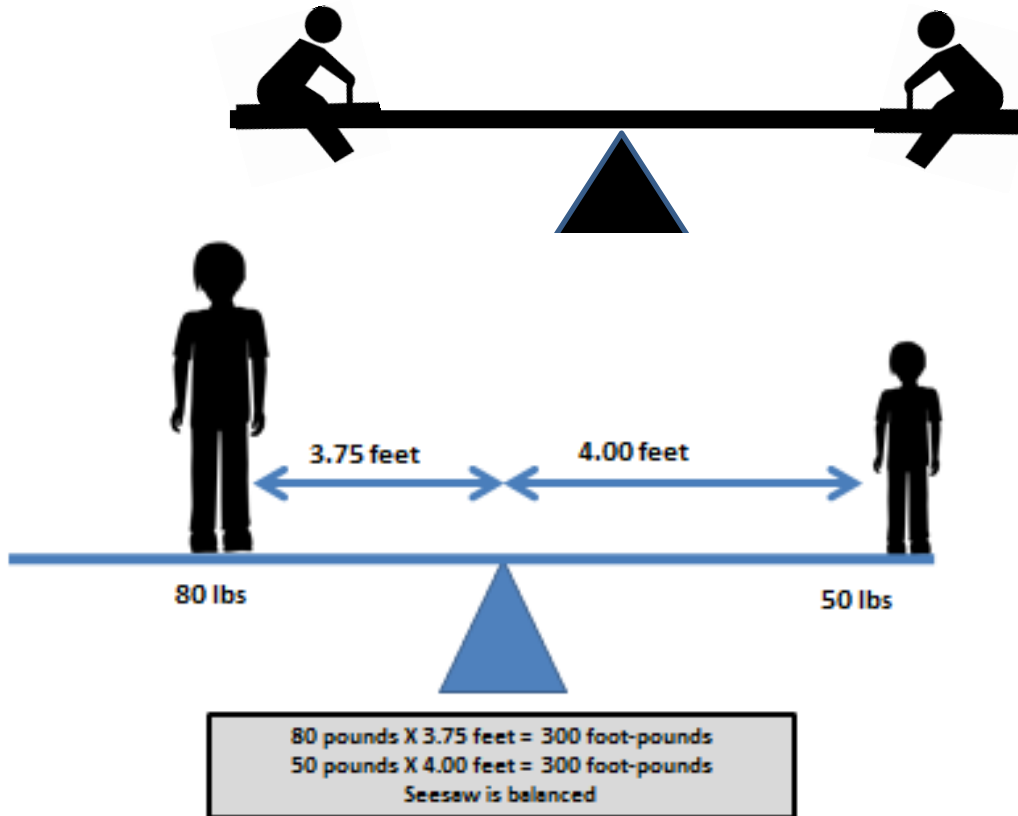 3.75 feet
4.00 feet
80 lbs
50 lbs
80 pounds X 3.75 feet = 300 foot-pounds
50 pounds X 4.00 feet = 300 foot-pounds
Seesaw is balanced